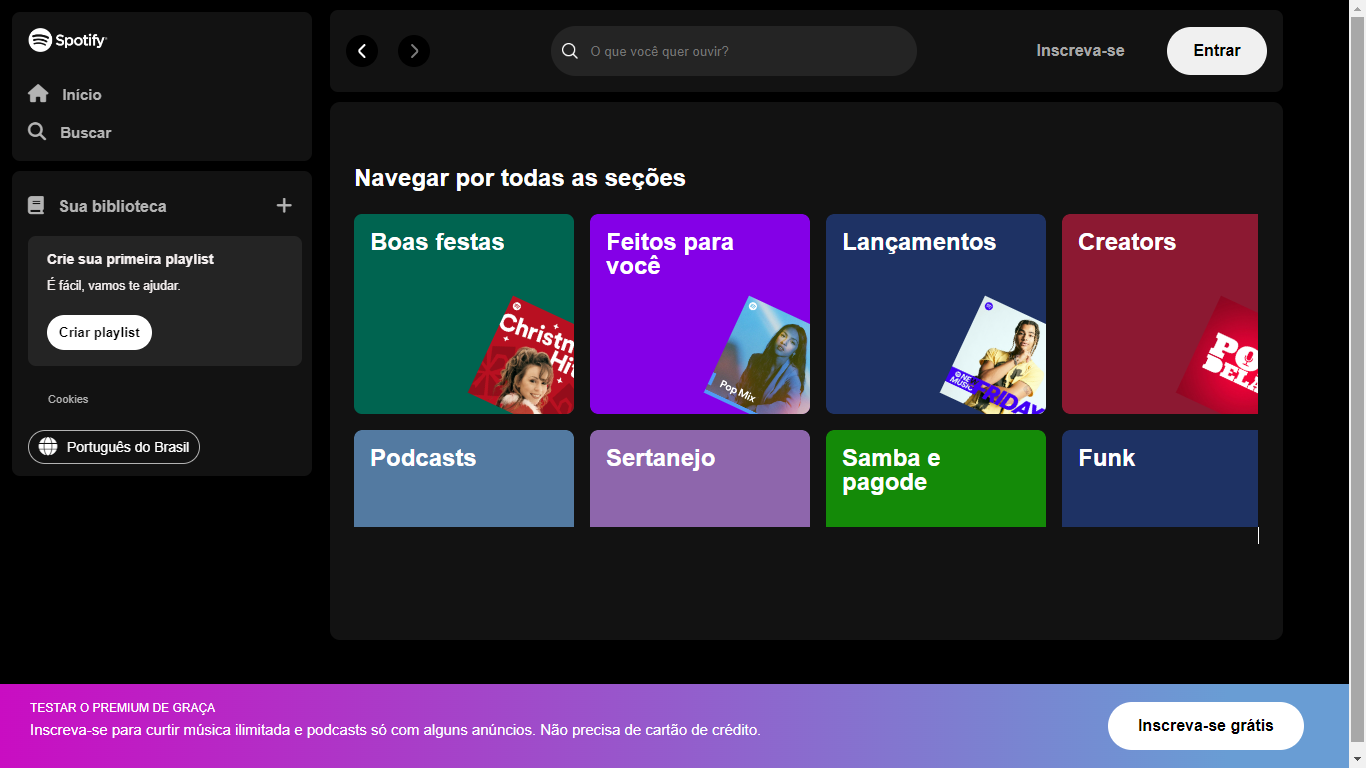 Spotify
Início
Buscar
Sua biblioteca
Crie sua primeira playlist
É fácil, vamos te ajudar.
Criar playlist
Cookies
Português do Brasil
O que você quer ouvir?
Inscreva-se
Entrar
Navegar por todas as seções
Boas festas
Christm
Hit
Feitos para
você
Pop Mix
Lançamentos
NE
MUSIC
FRIDAY
Creators
PO
DELA
Podcasts
Sertanejo
Samba e
pagode
Funk
TESTAR O PREMIUM DE GRAÇA
Inscreva-se para curtir música ilimitada e podcasts só com alguns anúncios. Não precisa de cartão de crédito.
Inscreva-se grátis